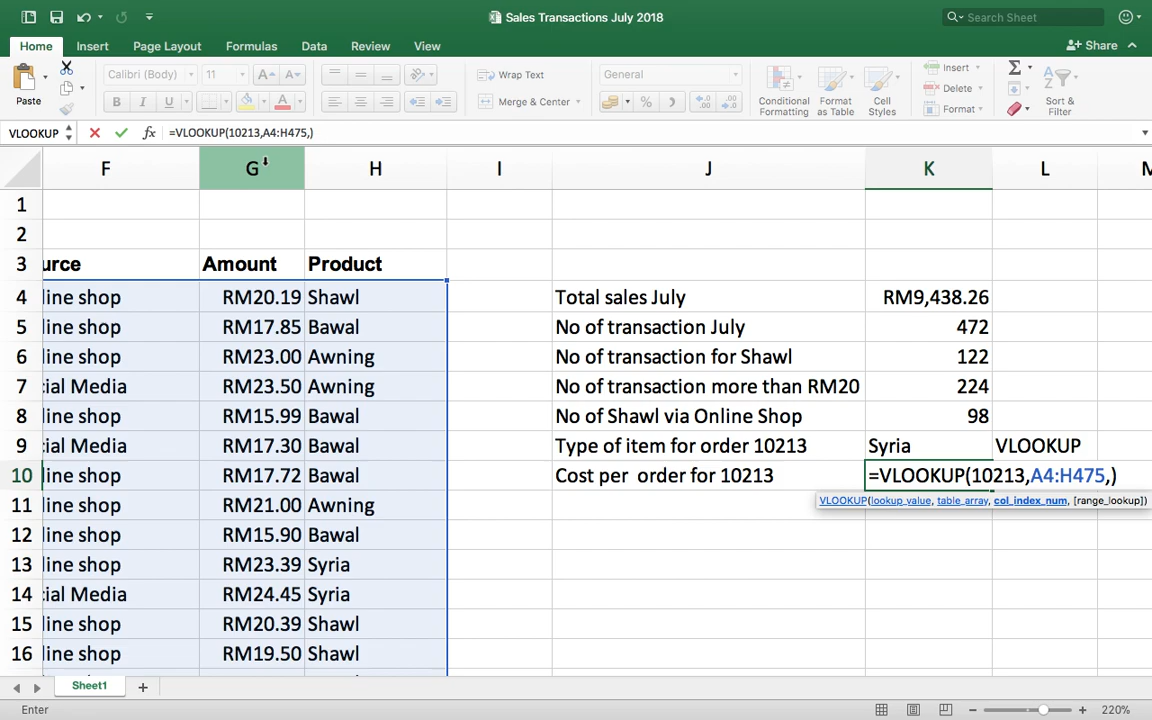 Sales Transactions July 2018
Search Sheet
Home Insert Page Layout Formulas Data Review View
Share
Paste
Calibri (Body) 11 A A
Wrap Text
General
B I U A
Merge & Center
%
Conditional Formatting
Format as Table
Cell Styles
Insert
Delete
Format
Sort & Filter
VLOOKUP fx =VLOOKUP(10213,A4:H475,)
F G H I J K L M
1
2
3 urce Amount Product
4 line shop RM20.19 Shawl Total sales July RM9,438.26
5 line shop RM17.85 Bawal No of transaction July 472
6 line shop RM23.00 Awning No of transaction for Shawl 122
7 cial Media RM23.50 Awning No of transaction more than RM20 224
8 line shop RM15.99 Bawal No of Shawl via Online Shop 98
9 cial Media RM17.30 Bawal Type of item for order 10213 Syria VLOOKUP
10 line shop RM17.72 Bawal Cost per order for 10213 =VLOOKUP(10213,A4:H475,)
VLOOKUP(lookup_value, table_array, col_index_num, [range_lookup])
11 line shop RM21.00 Awning
12 line shop RM15.90 Bawal
13 line shop RM23.39 Syria
14 cial Media RM24.45 Syria
15 line shop RM20.39 Shawl
16 line shop RM19.50 Shawl
Sheet1
Enter
220%